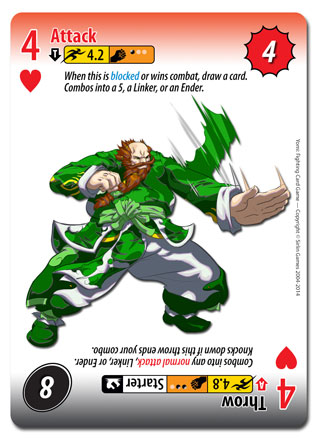 4 Attack
4.2
4
When this is blocked or wins combat, draw a card.
Combos into a 5, a Linker, or an Ender.
Yomi: Fighting Card Game — Copyright © Sirlin Games 2004-2014
4 Throw
4.8 Starter
8
Combos into any normal attack, Linker, or Ender.
Knocks down if this throw ends your combo.